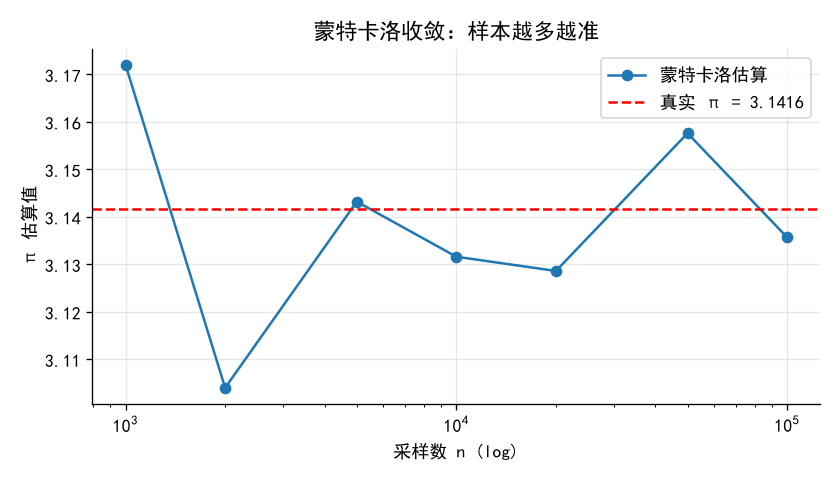 蒙特卡洛收敛：样本越多越准
蒙特卡洛估算
真实 π = 3.1416
π 估算值
3.17
3.16
3.15
3.14
3.13
3.12
3.11
10³
10⁴
10⁵
采样数 n (log)